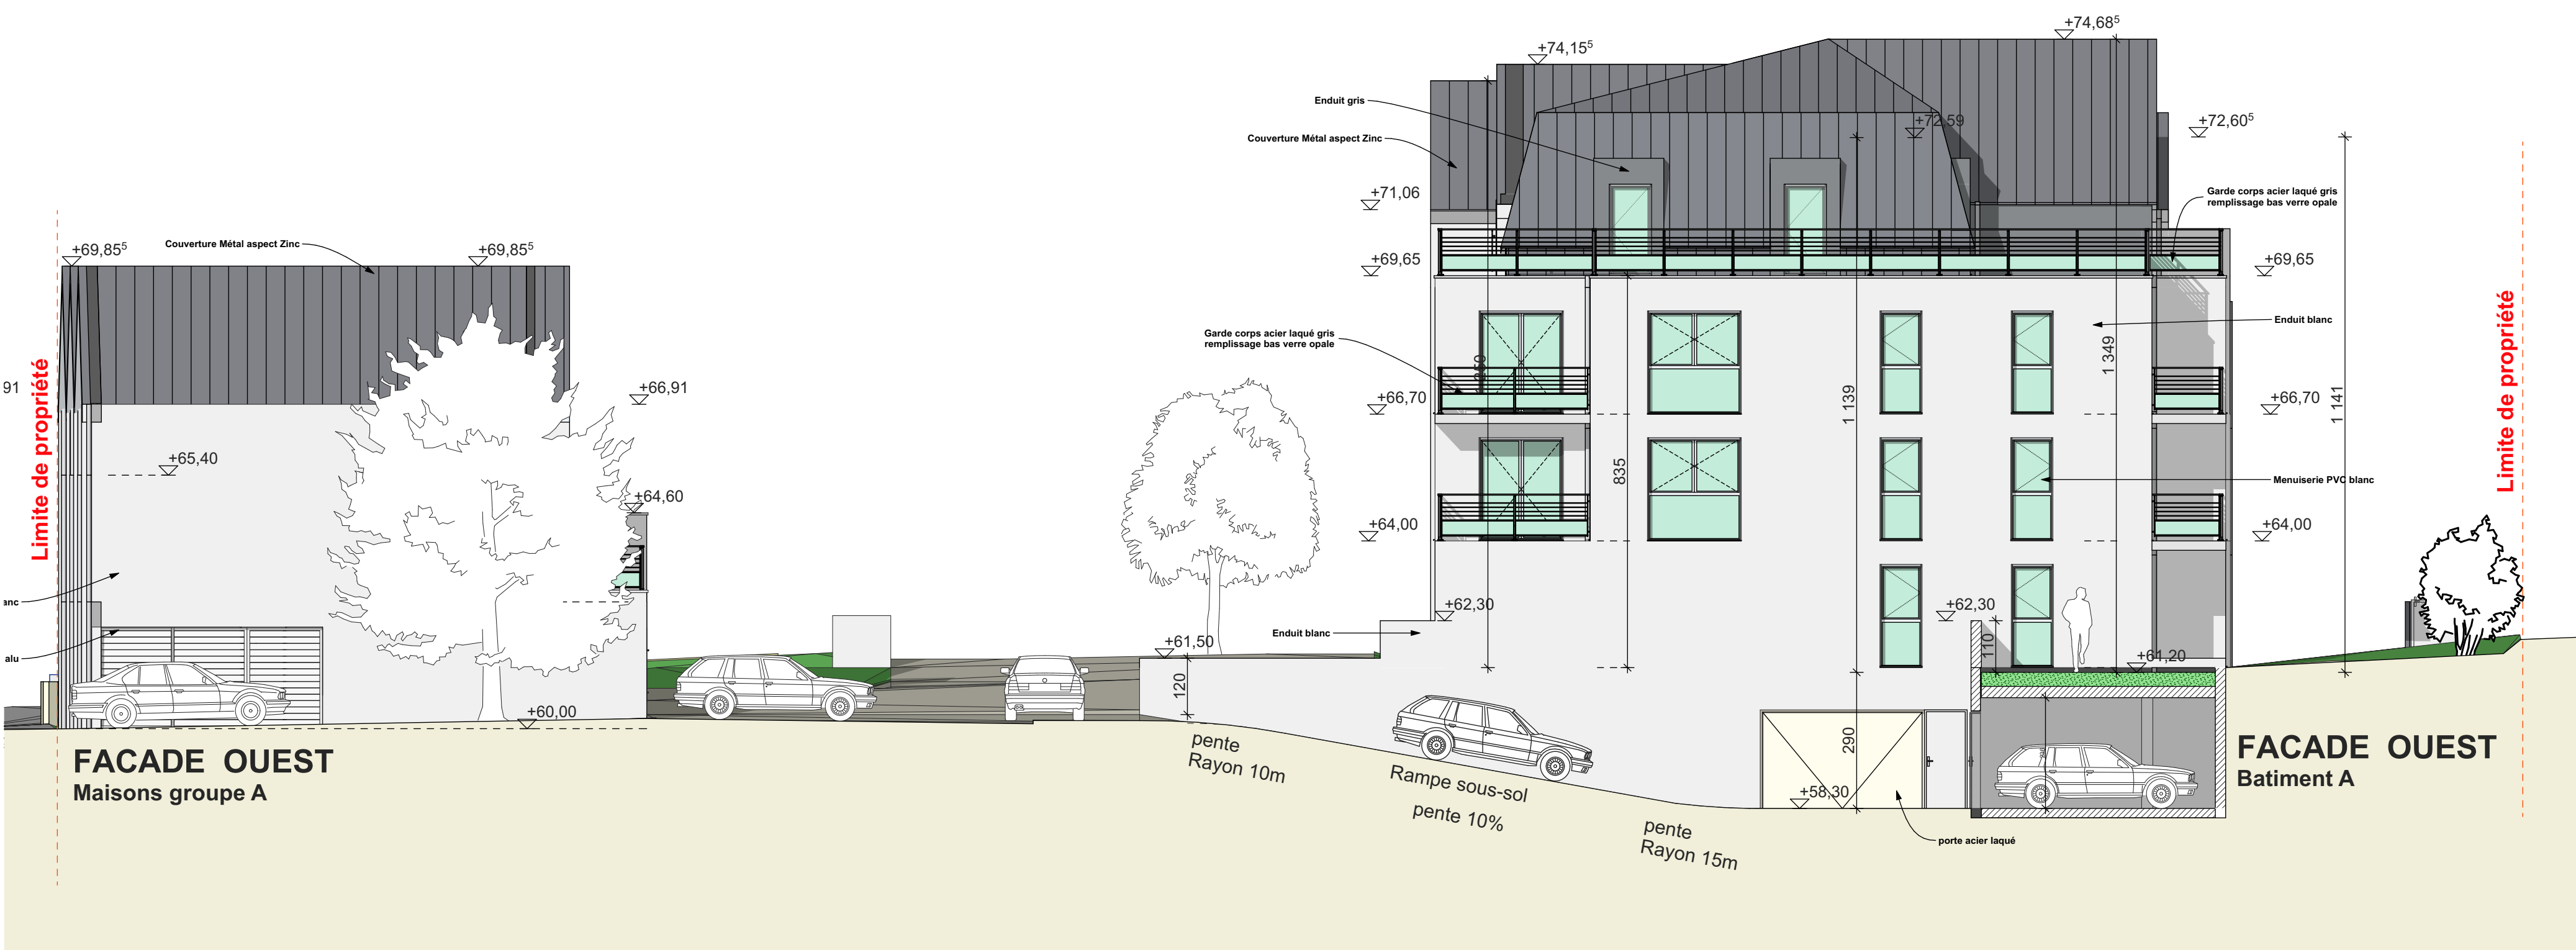 +74,68⁵
+74,15⁵
Enduit gris
Couverture Métal aspect Zinc
+72,59
+72,60⁵
+71,06
Garde corps acier laqué gris
remplissage bas verre opale
+69,85⁵
Couverture Métal aspect Zinc
+69,85⁵
+69,65
+69,65
Limite de propriété
Limite de propriété
Garde corps acier laqué gris
remplissage bas verre opale
Enduit blanc
1 349
91
+66,91
+66,70
1 139
+66,70
1 141
+65,40
835
Menuiserie PVC blanc
+64,60
+64,00
+64,00
anc
+62,30
+62,30
Enduit blanc
110
alu
+61,50
+61,20
120
+60,00
290
pente
Rayon 10m
Rampe sous-sol
pente 10%
+58,30
pente
Rayon 15m
porte acier laqué
FACADE OUEST
Maisons groupe A
FACADE OUEST
Batiment A